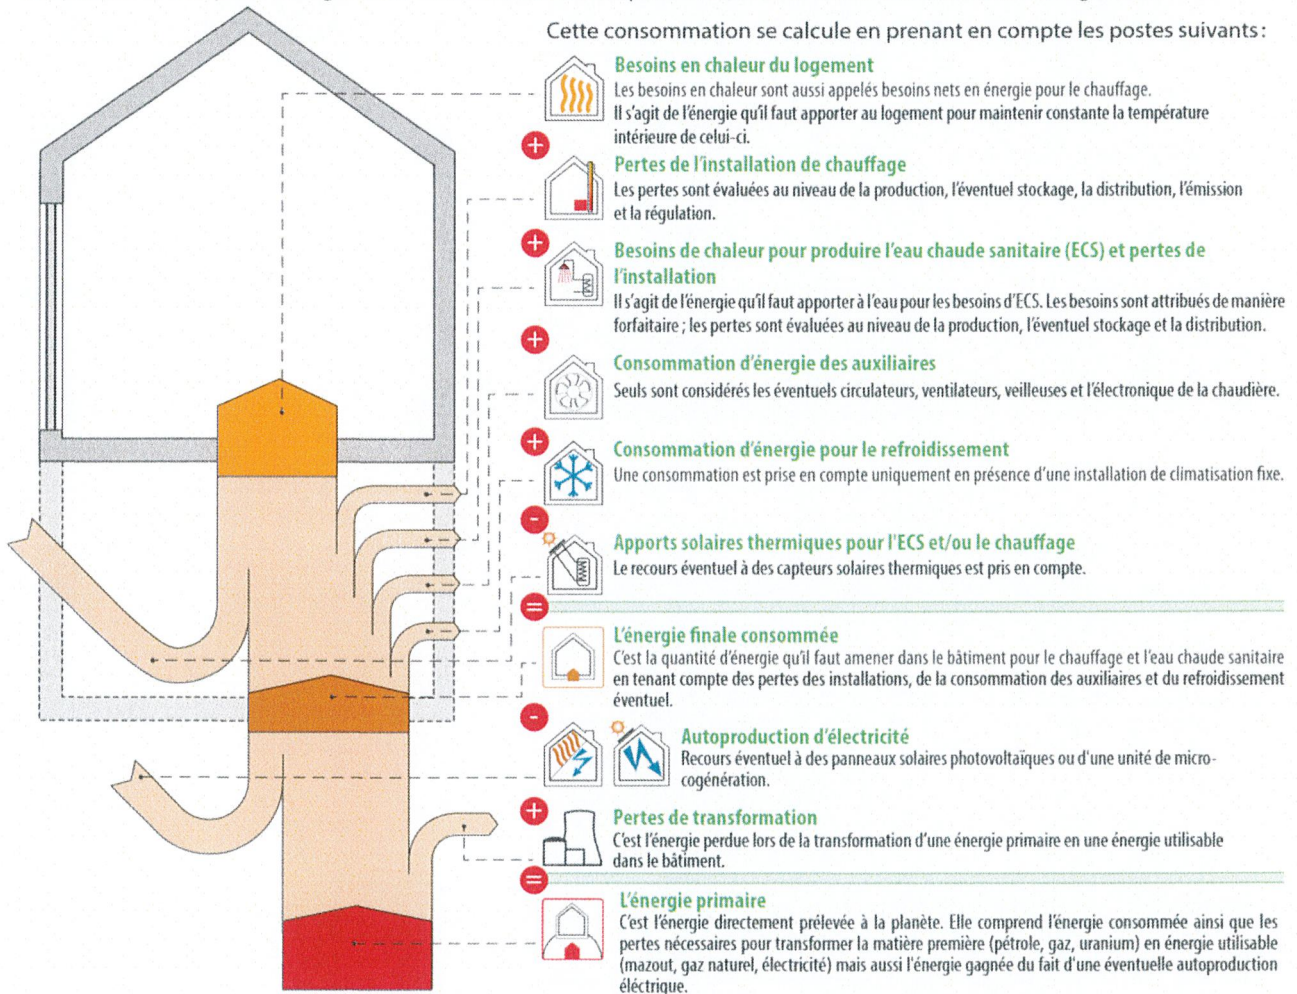 Cette consommation se calcule en prenant en compte les postes suivants :
Besoins en chaleur du logement
Les besoins en chaleur sont aussi appelés besoins nets en énergie pour le chauffage.
Il s'agit de l'énergie qu'il faut apporter au logement pour maintenir constante la température
intérieure de celui-ci.
+
Pertes de l'installation de chauffage
Les pertes sont évaluées au niveau de la production, l'éventuel stockage, la distribution, l'émission
et la régulation.
+
Besoins de chaleur pour produire l'eau chaude sanitaire (ECS) et pertes de
l'installation
Il s'agit de l'énergie qu'il faut apporter à l'eau pour les besoins d'ECS. Les besoins sont attribués de manière
forfaitaire ; les pertes sont évaluées au niveau de la production, l'éventuel stockage et la distribution.
+
Consommation d'énergie des auxiliaires
Seuls sont considérés les éventuels circulateurs, ventilateurs, veilleuses et l'électronique de la chaudière.
+
Consommation d'énergie pour le refroidissement
Une consommation est prise en compte uniquement en présence d'une installation de climatisation fixe.
-
Apports solaires thermiques pour l'ECS et/ou le chauffage
Le recours éventuel à des capteurs solaires thermiques est pris en compte.
=
L'énergie finale consommée
C'est la quantité d'énergie qu'il faut amener dans le bâtiment pour le chauffage et l'eau chaude sanitaire
en tenant compte des pertes des installations, de la consommation des auxiliaires et du refroidissement
éventuel.
-
Autoproduction d'électricité
Recours éventuel à des panneaux solaires photovoltaïques ou d'une unité de micro-
cogénération.
+
Pertes de transformation
C'est l'énergie perdue lors de la transformation d'une énergie primaire en une énergie utilisable
dans le bâtiment.
=
L'énergie primaire
C'est l'énergie directement prélevée à la planète. Elle comprend l'énergie consommée ainsi que les
pertes nécessaires pour transformer la matière première (pétrole, gaz, uranium) en énergie utilisable
(mazout, gaz naturel, électricité) mais aussi l'énergie gagnée du fait d'une éventuelle autoproduction
éléctrique.